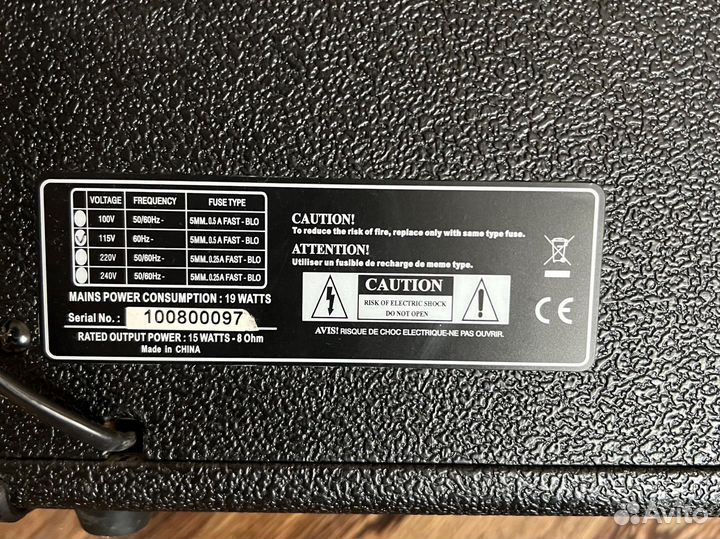 VOLTAGE FREQUENCY FUSE TYPE
100V 50/60Hz~ 5MM, 0.5 A FAST - BLO
115V 60Hz~ 5MM, 0.5 A FAST - BLO
220V 50/60Hz~ 5MM, 0.25A FAST - BLO
240V 50/60Hz~ 5MM, 0.25A FAST - BLO
MAINS POWER CONSUMPTION : 19 WATTS
Serial No.: 100800097
RATED OUTPUT POWER : 15 WATTS - 8 Ohm
Made in CHINA
CAUTION!
To reduce the risk of fire, replace only with same type fuse.
ATTENTION!
Utiliser un fusible de recharge de meme type.
CAUTION
RISK OF ELECTRIC SHOCK
DO NOT OPEN
AVIS! RISQUE DE CHOC ELECTRIQUE-NE PAS OUVRIR.
CE
Avito